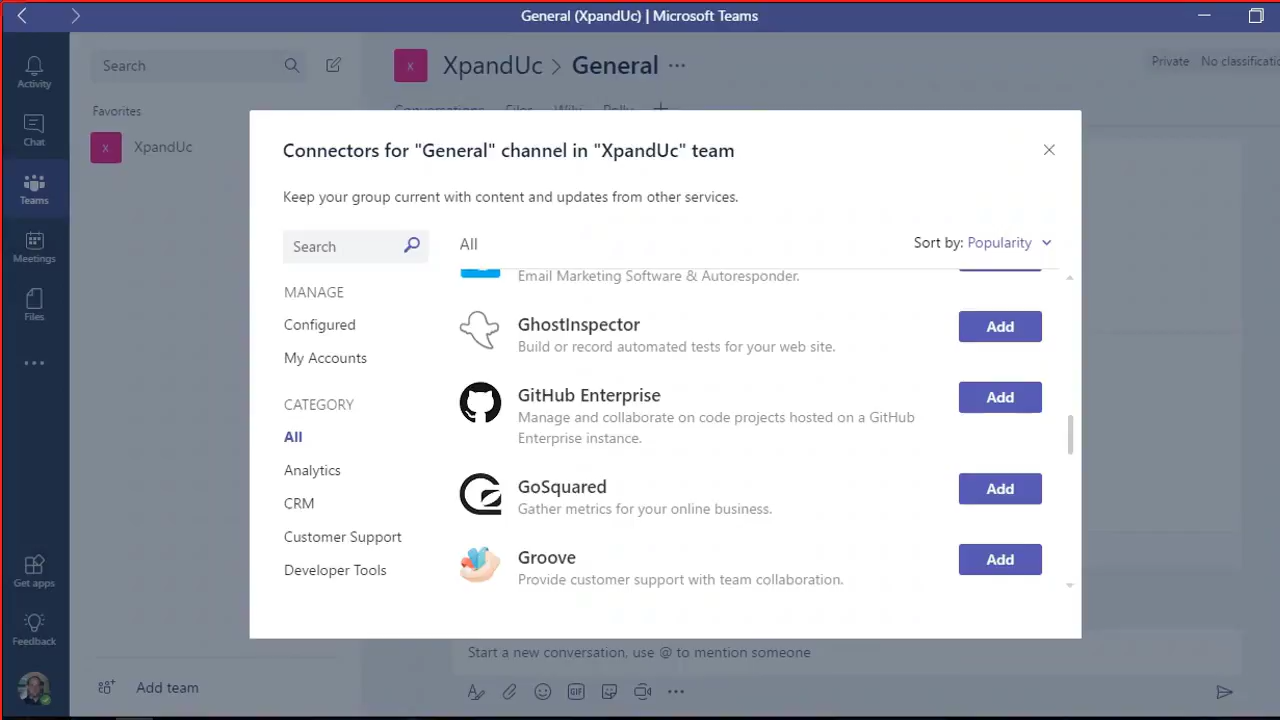 General (XpandUc) | Microsoft Teams
Activity
Chat
Teams
Meetings
Files
Get apps
Feedback
Search
Favorites
X XpandUc
Add team
X XpandUc > General ···
Private No classificatio
Conversations Files Wiki Polly +
Connectors for "General" channel in "XpandUc" team
Keep your group current with content and updates from other services.
Search
MANAGE
Configured
My Accounts
CATEGORY
All
Analytics
CRM
Customer Support
Developer Tools
All
Sort by: Popularity
Email Marketing Software & Autoresponder.
GhostInspector
Build or record automated tests for your web site.
Add
GitHub Enterprise
Manage and collaborate on code projects hosted on a GitHub
Enterprise instance.
Add
GoSquared
Gather metrics for your online business.
Add
Groove
Provide customer support with team collaboration.
Add
Start a new conversation, use @ to mention someone
GIF